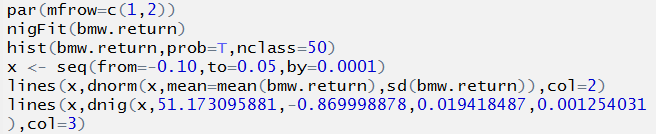 par(mfrow=c(1,2))
nigFit(bmw.return)
hist(bmw.return,prob=T,nclass=50)
x <- seq(from=-0.10,to=0.05,by=0.0001)
lines(x,dnorm(x,mean=mean(bmw.return),sd(bmw.return)),col=2)
lines(x,dnig(x,51.173095881,-0.869998878,0.019418487,0.001254031
),col=3)